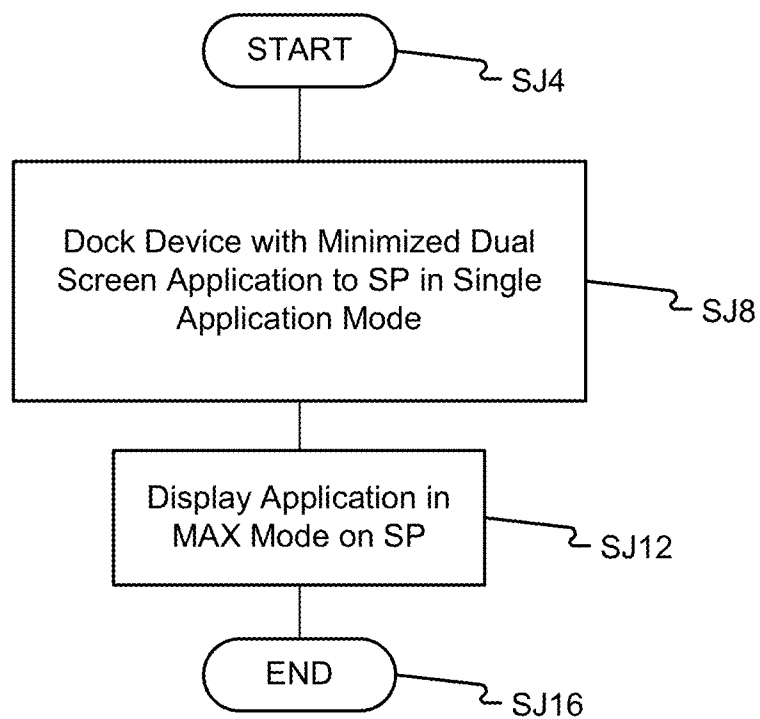 START
SJ4
Dock Device with Minimized Dual
Screen Application to SP in Single
Application Mode
SJ8
Display Application in
MAX Mode on SP
SJ12
END
SJ16